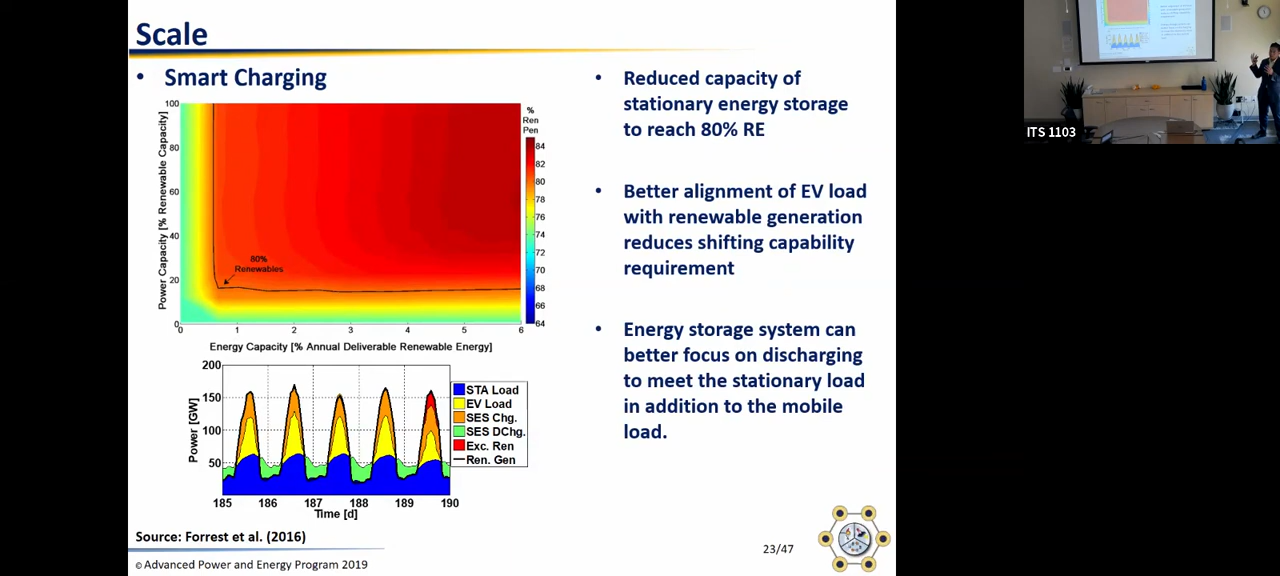 Scale
• Smart Charging
Power Capacity [% Renewable Capacity]
100
80
60
40
20
0
80%
Renewables
0 1 2 3 4 5 6
Energy Capacity [% Annual Deliverable Renewable Energy]
%
Ren
Pen
84
82
80
78
76
74
72
70
68
66
64
Power [GW]
200
150
100
50
185 186 187 188 189 190
Time [d]
STA Load
EV Load
SES Chg.
SES DChg.
Exc. Ren
Ren. Gen
• Reduced capacity of
stationary energy storage
to reach 80% RE
• Better alignment of EV load
with renewable generation
reduces shifting capability
requirement
• Energy storage system can
better focus on discharging
to meet the stationary load
in addition to the mobile
load.
Source: Forrest et al. (2016)
23/47
© Advanced Power and Energy Program 2019
ITS 1103